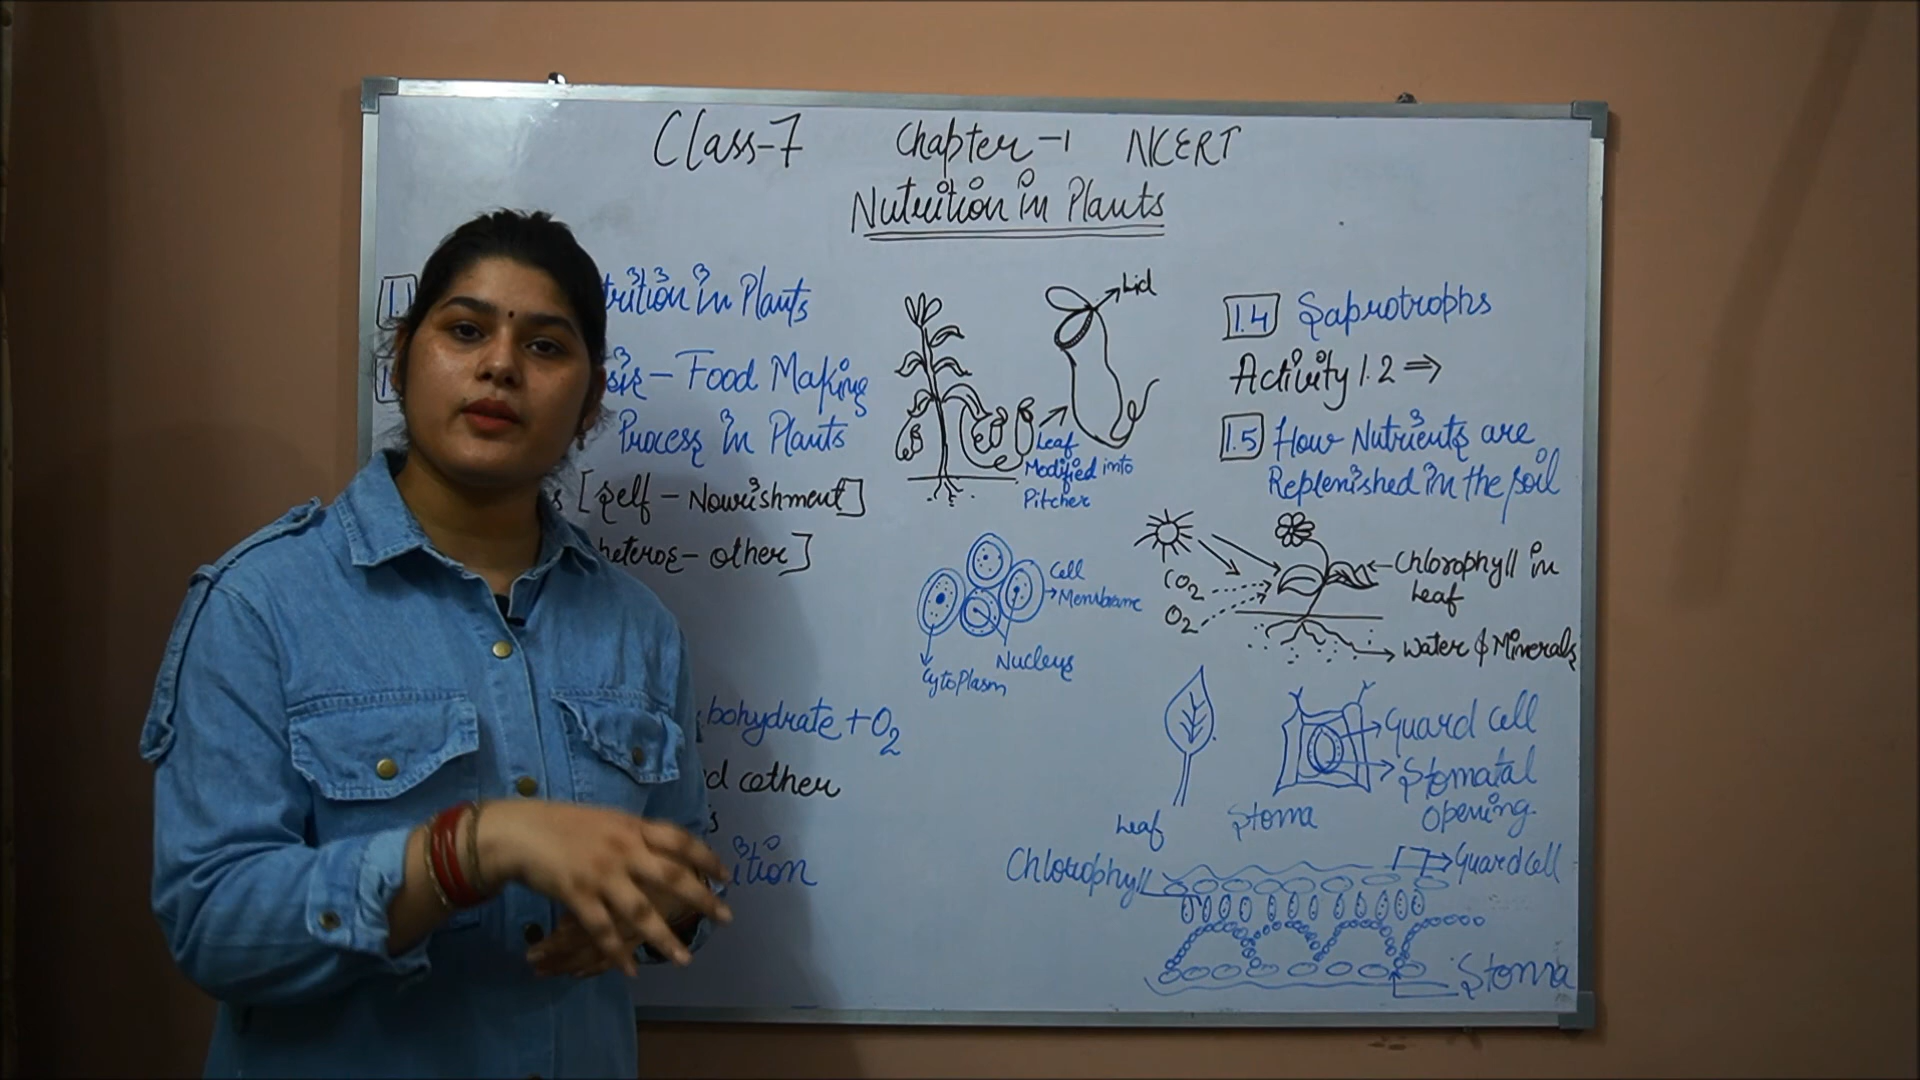 Class-7 Chapter-1 NCERT
Nutrition in Plants
trition in Plants
sis - Food Making
Process in Plants
s [Self - Nourishment]
heteros - other]
bohydrate + O2
d other
s
ition
Lid
Leaf
Modified into
Pitcher
Cell
Membrane
Nucleus
Cytoplasm
1.4 Saprotrophs
Activity 1.2 ⇒
1.5 How Nutrients are
Replenished in the soil
CO2
O2
Chlorophyll in
Leaf
Water & Minerals
Leaf
Stoma
Guard Cell
Stomatal
Opening
Chlorophyll
Guard Cell
Stoma